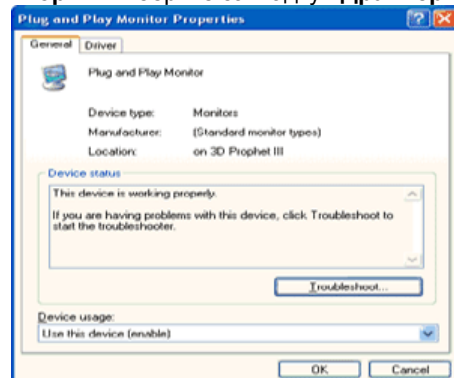 Plug and Play Monitor Properties
General Driver
Plug and Play Monitor
Device type: Monitors
Manufacturer: (Standard monitor types)
Location: on 3D Prophet III
Device status
This device is working properly.
If you are having problems with this device, click Troubleshoot to
start the troubleshooter.
Troubleshoot...
Device usage:
Use this device (enable)
OK Cancel